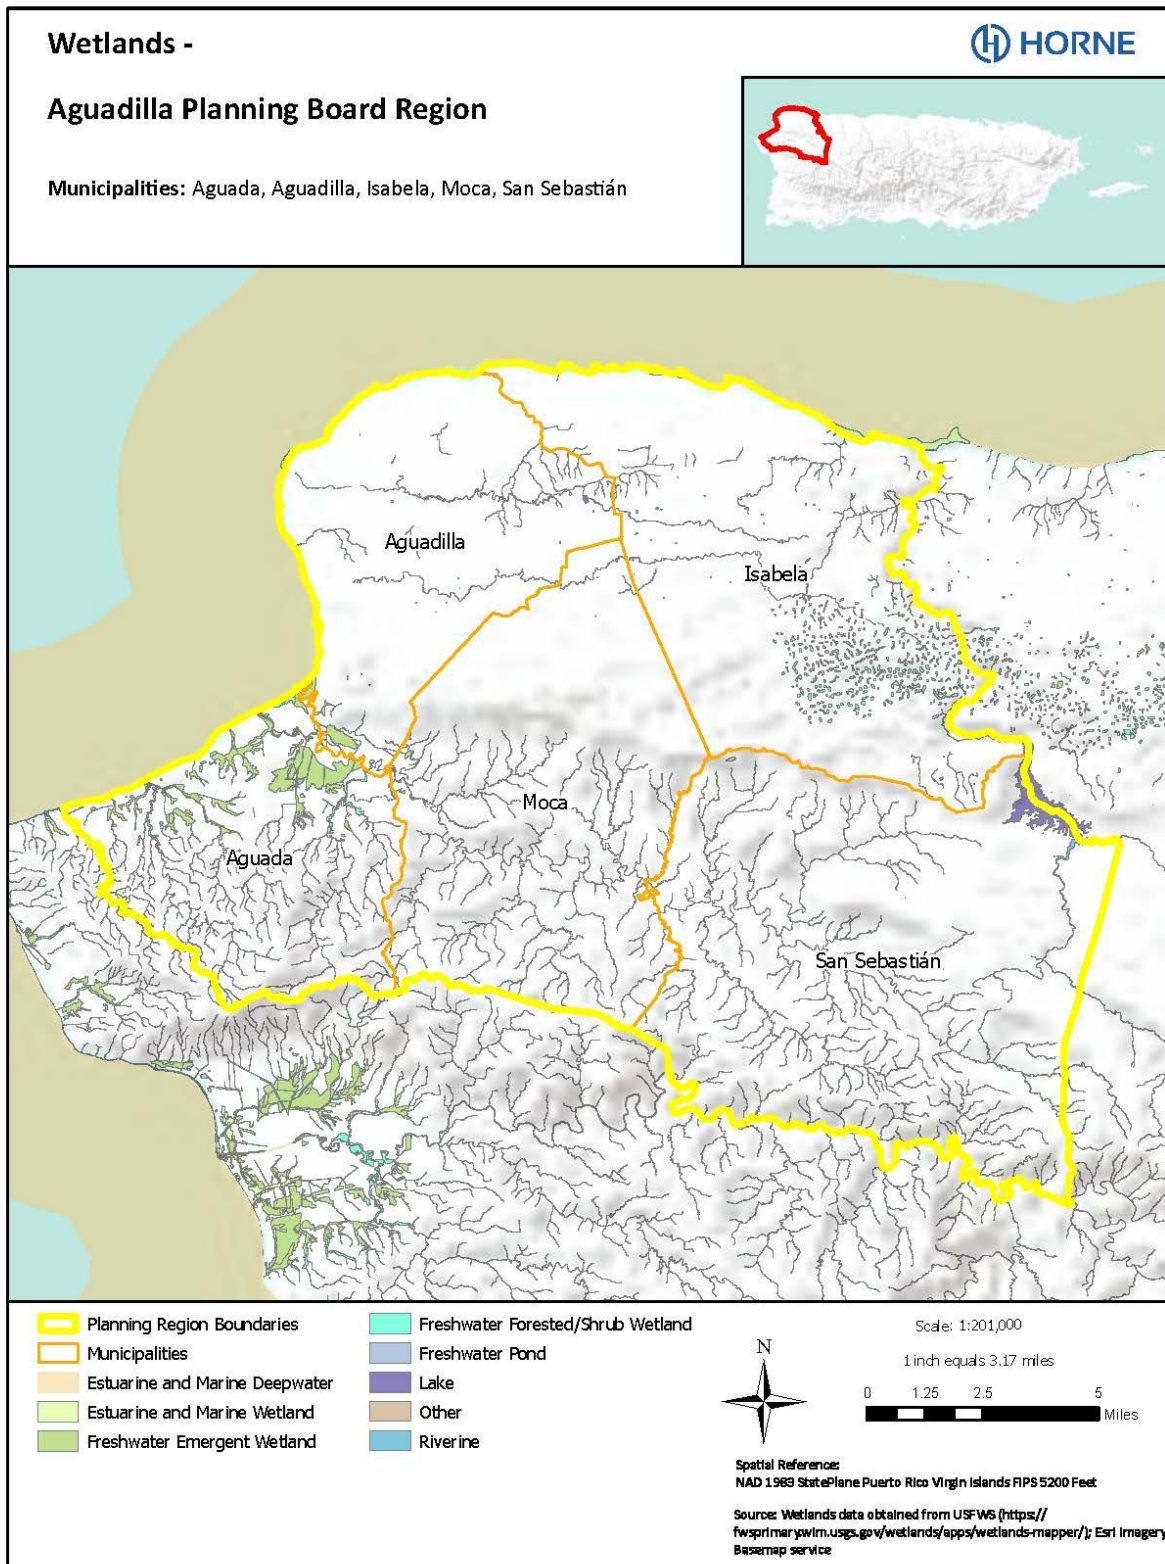 Wetlands -
HORNE
Aguadilla Planning Board Region
Municipalities: Aguada, Aguadilla, Isabela, Moca, San Sebastián
Aguadilla
Isabela
Moca
Aguada
San Sebastián
Planning Region Boundaries
Municipalities
Estuarine and Marine Deepwater
Estuarine and Marine Wetland
Freshwater Emergent Wetland
Freshwater Forested/Shrub Wetland
Freshwater Pond
Lake
Other
Riverine
N
Scale: 1:201,000
1 inch equals 3.17 miles
0 1.25 2.5 5
Miles
Spatial Reference:
NAD 1983 StatePlane Puerto Rico Virgin Islands FIPS 5200 Feet
Source: Wetlands data obtained from USFWS (https://
fwsprimary.wim.usgs.gov/wetlands/apps/wetlands-mapper/); Esri Imagery
Basemap service